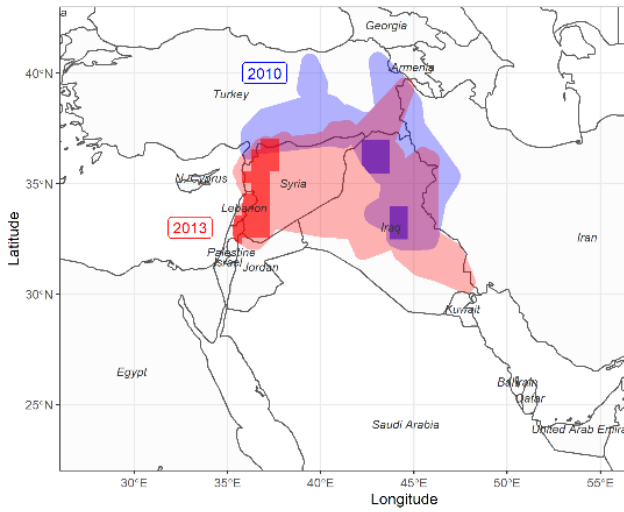 Georgia
a
40°N
2010
Armenia
Turkey
35°N
N. Cyprus
Syria
Lebanon
2013
Iraq
Iran
Palestine
Israel
Jordan
30°N
Kuwait
Egypt
Bahrain
25°N
Qatar
Saudi Arabia
United Arab Emira
30°E 35°E 40°E 45°E 50°E 55°E
Longitude
Latitude